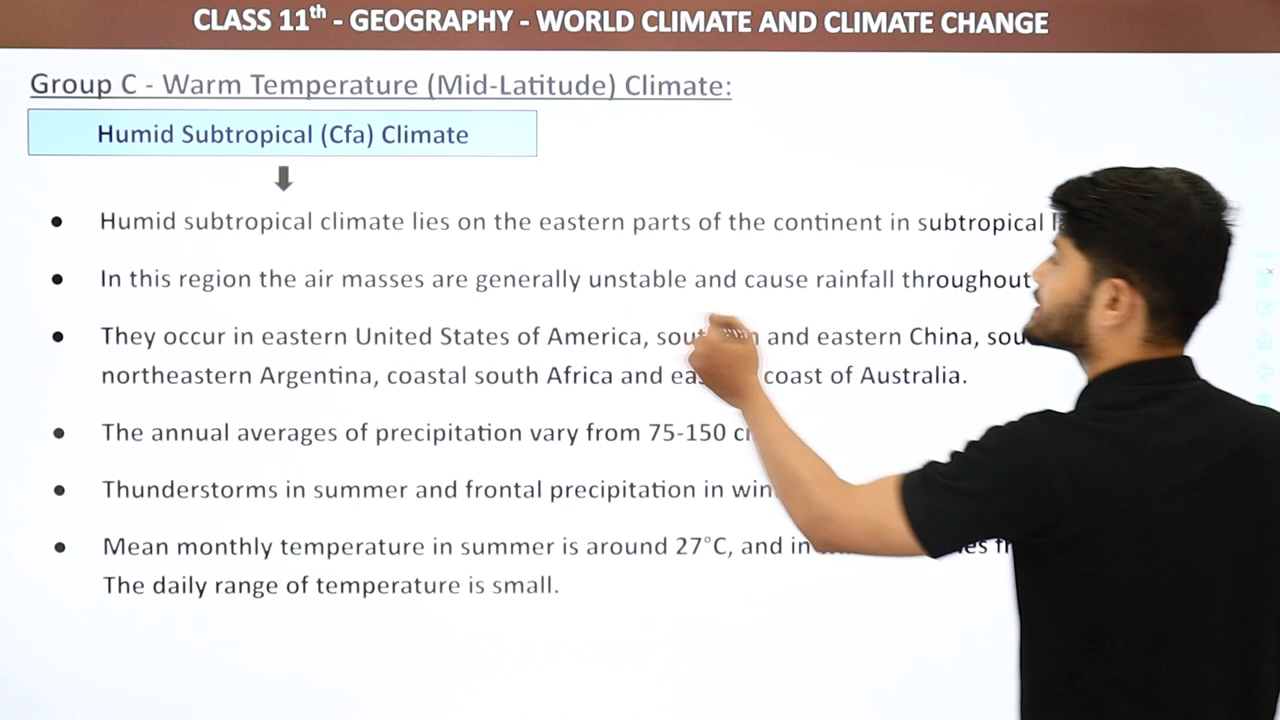 CLASS 11th - GEOGRAPHY - WORLD CLIMATE AND CLIMATE CHANGE
Group C - Warm Temperature (Mid-Latitude) Climate:
Humid Subtropical (Cfa) Climate
● Humid subtropical climate lies on the eastern parts of the continent in subtropical
● In this region the air masses are generally unstable and cause rainfall throughout
● They occur in eastern United States of America, and eastern China,
northeastern Argentina, coastal south Africa and coast of Australia.
● The annual averages of precipitation vary from 75-150
● Thunderstorms in summer and frontal precipitation in
● Mean monthly temperature in summer is around 27°C, and in
The daily range of temperature is small.